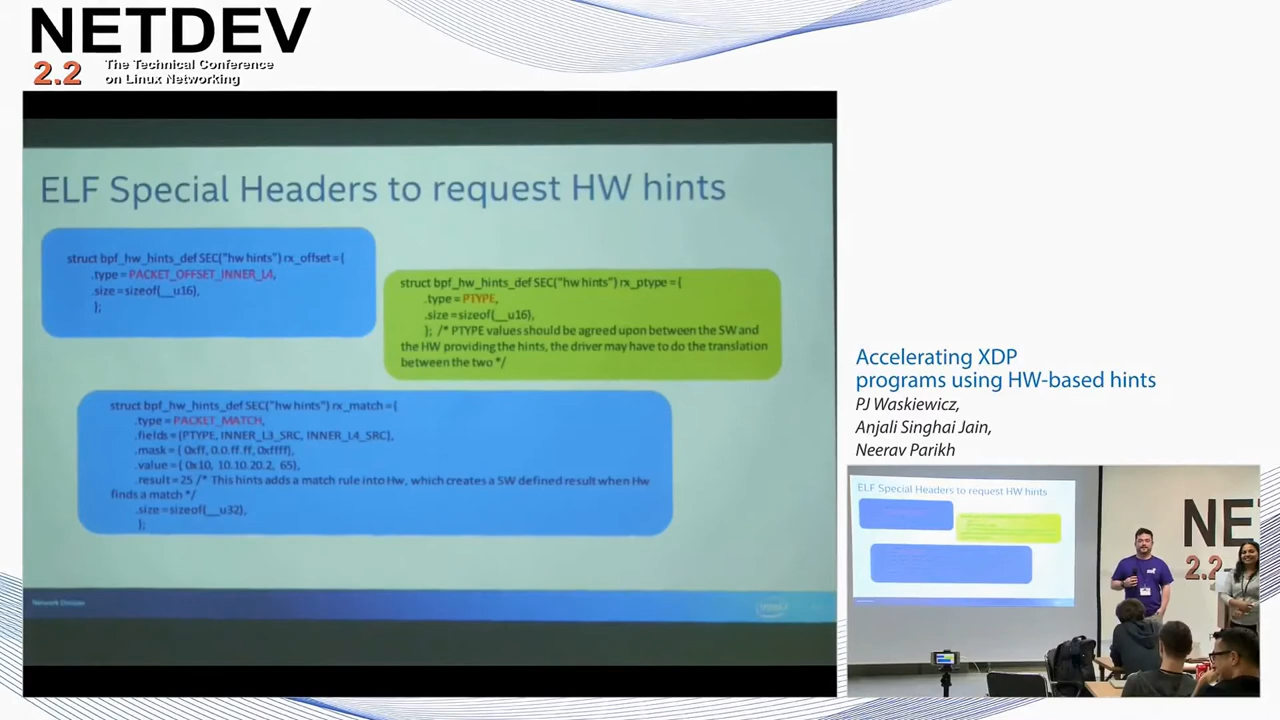 NETDEV
2.2 The Technical Conference
on Linux Networking
ELF Special Headers to request HW hints
struct bpf_hw_hints_def SEC("hw hints") rx_offset = {
.type = PACKET_OFFSET_INNER_L4,
.size = sizeof(__u16),
};
struct bpf_hw_hints_def SEC("hw hints") rx_ptype = {
.type = PTYPE,
.size = sizeof(__u16),
}; /* PTYPE values should be agreed upon between the SW and
the HW providing the hints, the driver may have to do the translation
between the two */
struct bpf_hw_hints_def SEC("hw hints") rx_match = {
.type = PACKET_MATCH,
.fields = {PTYPE, INNER_L3_SRC, INNER_L4_SRC},
.mask = { 0xff, 0.0.ff.ff, 0xffff},
.value = { 0x10, 10.10.20.2, 65},
.result = 25 /* This hints adds a match rule into Hw, which creates a SW defined result when Hw
finds a match */
.size = sizeof(__u32),
};
Network Division
intel
Accelerating XDP
programs using HW-based hints
PJ Waskiewicz,
Anjali Singhai Jain,
Neerav Parikh
ELF Special Headers to request HW hints
NE
2.2